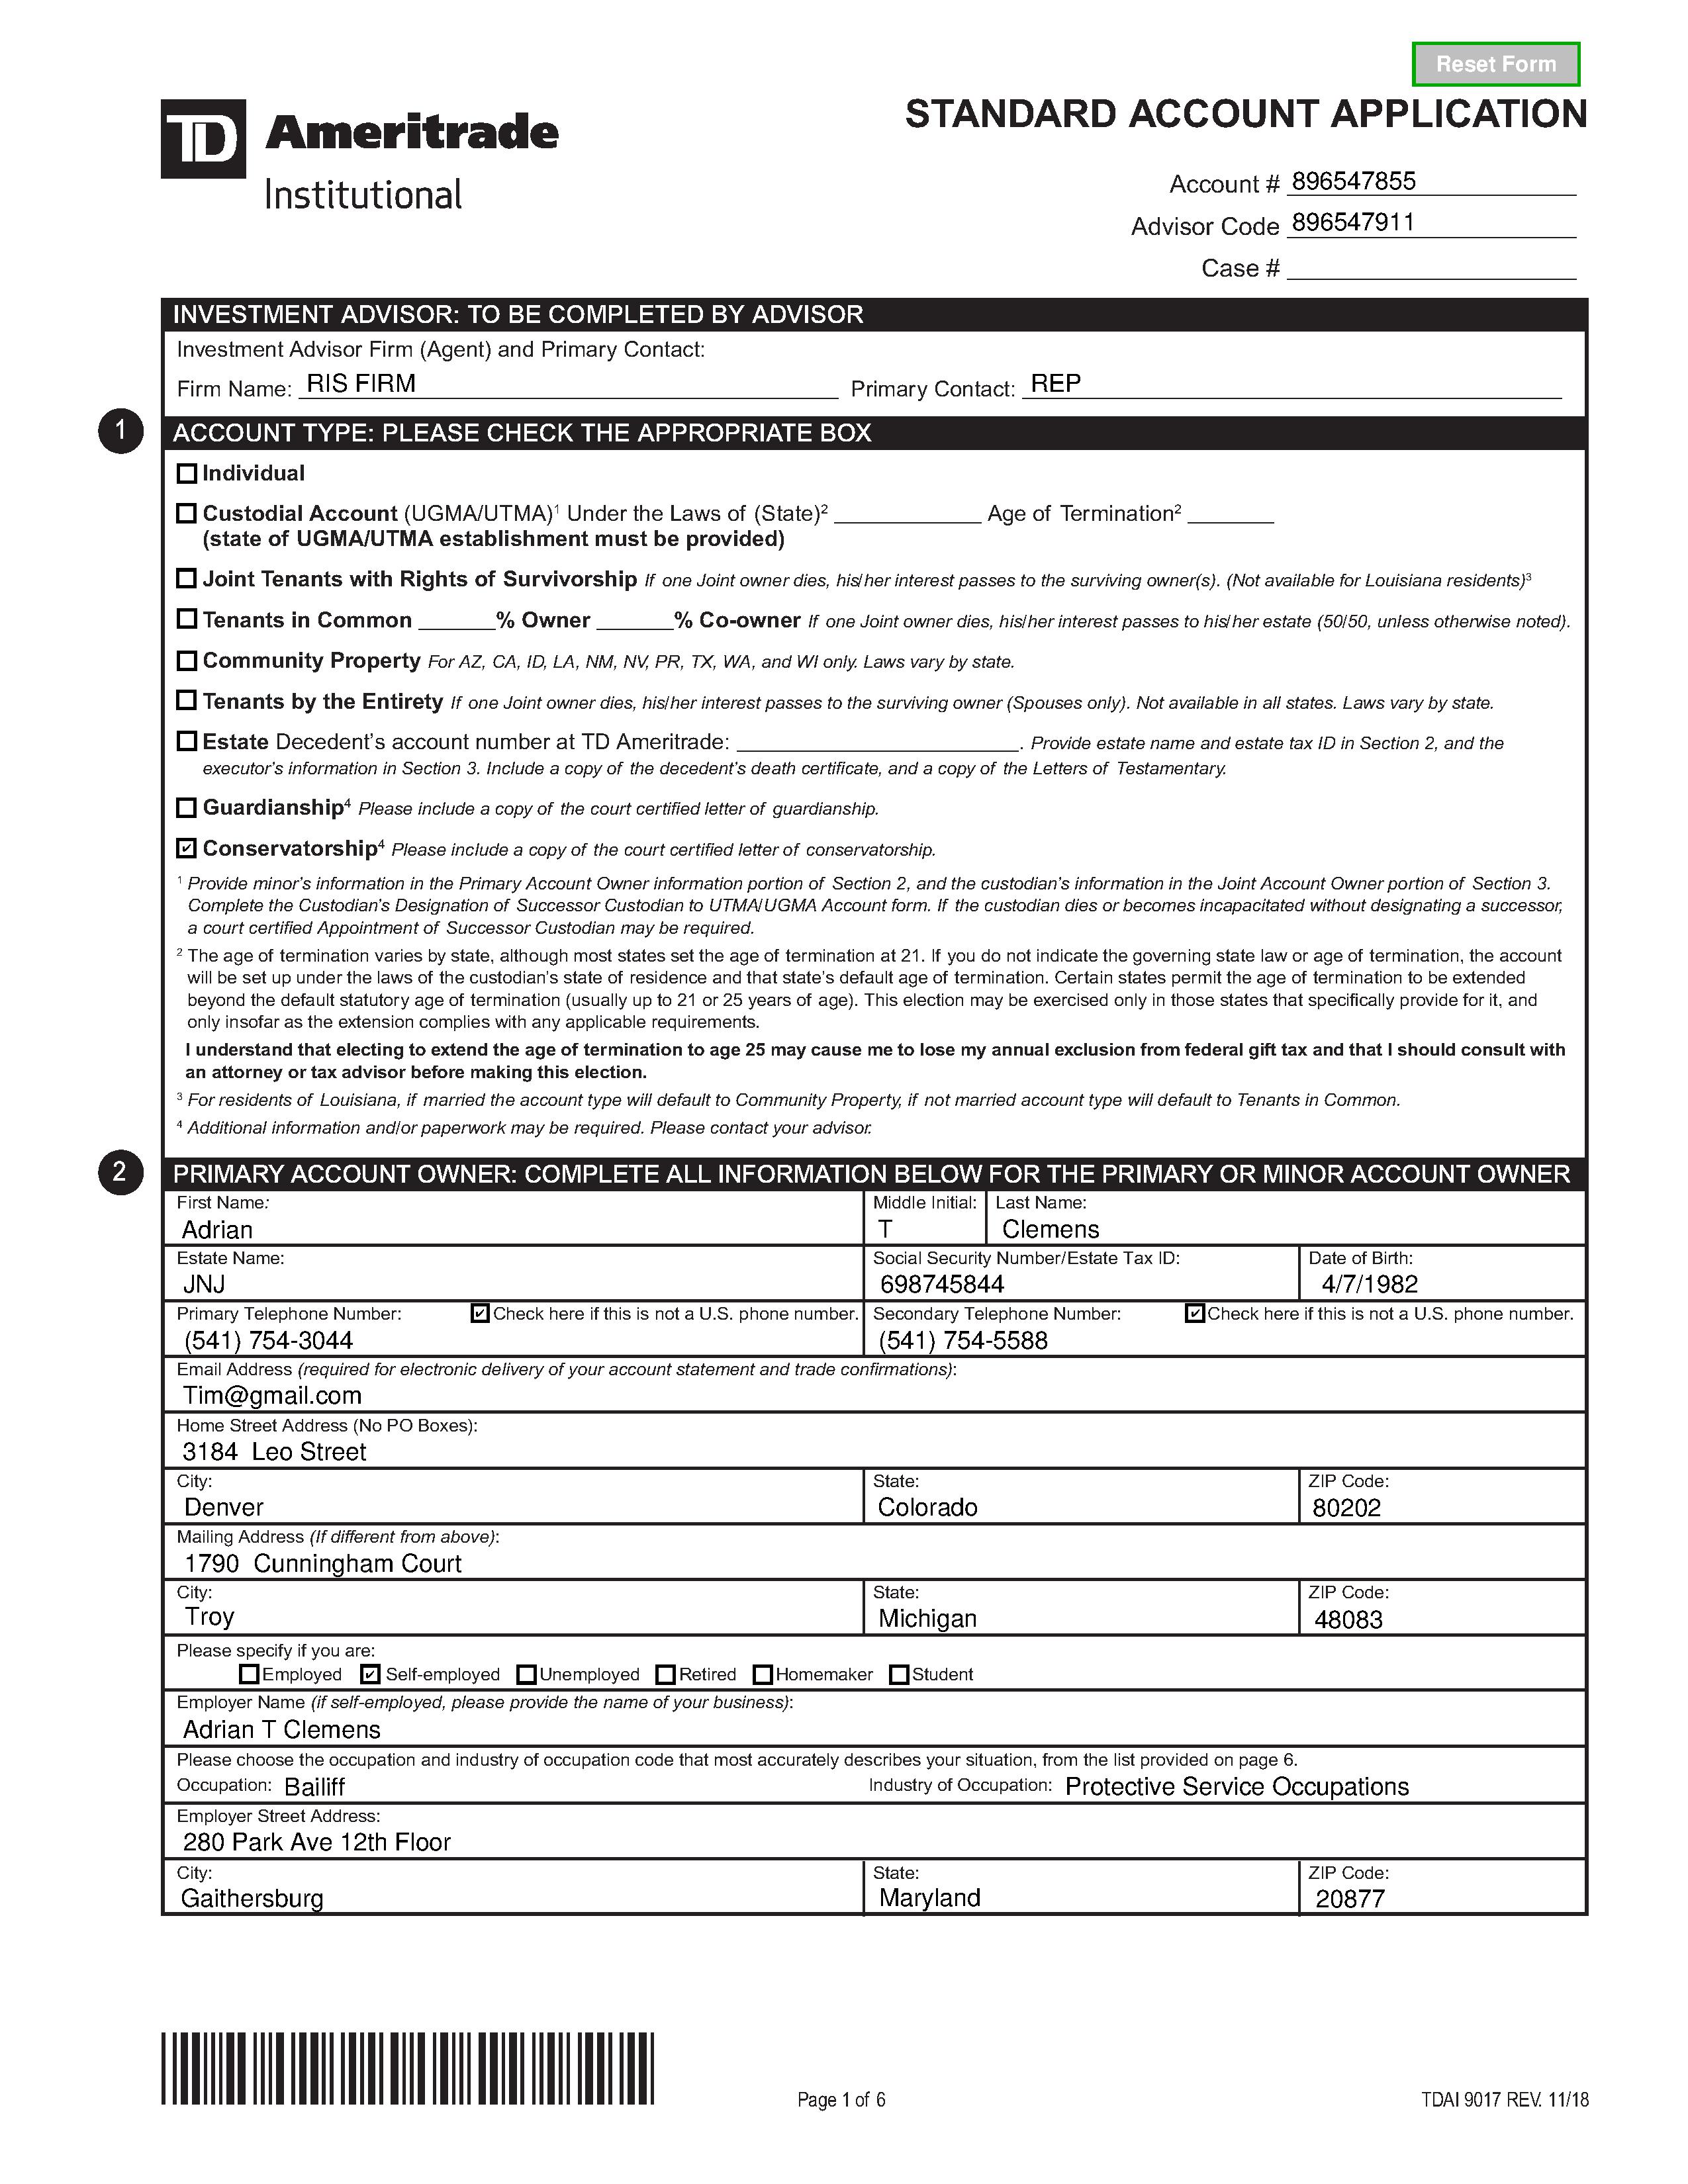 Reset Form
TD Ameritrade
Institutional
STANDARD ACCOUNT APPLICATION
Account # 896547855
Advisor Code 896547911
Case #
INVESTMENT ADVISOR: TO BE COMPLETED BY ADVISOR
Investment Advisor Firm (Agent) and Primary Contact:
Firm Name: RIS FIRM Primary Contact: REP
1 ACCOUNT TYPE: PLEASE CHECK THE APPROPRIATE BOX
Individual
Custodial Account (UGMA/UTMA)¹ Under the Laws of (State)² ____________ Age of Termination² _______
(state of UGMA/UTMA establishment must be provided)
Joint Tenants with Rights of Survivorship If one Joint owner dies, his/her interest passes to the surviving owner(s). (Not available for Louisiana residents)³
Tenants in Common ______% Owner ______% Co-owner If one Joint owner dies, his/her interest passes to his/her estate (50/50, unless otherwise noted).
Community Property For AZ, CA, ID, LA, NM, NV, PR, TX, WA, and WI only. Laws vary by state.
Tenants by the Entirety If one Joint owner dies, his/her interest passes to the surviving owner (Spouses only). Not available in all states. Laws vary by state.
Estate Decedent's account number at TD Ameritrade: _______________________. Provide estate name and estate tax ID in Section 2, and the
executor's information in Section 3. Include a copy of the decedent's death certificate, and a copy of the Letters of Testamentary.
Guardianship⁴ Please include a copy of the court certified letter of guardianship.
✔ Conservatorship⁴ Please include a copy of the court certified letter of conservatorship.
¹ Provide minor's information in the Primary Account Owner information portion of Section 2, and the custodian's information in the Joint Account Owner portion of Section 3.
Complete the Custodian's Designation of Successor Custodian to UTMA/UGMA Account form. If the custodian dies or becomes incapacitated without designating a successor,
a court certified Appointment of Successor Custodian may be required.
² The age of termination varies by state, although most states set the age of termination at 21. If you do not indicate the governing state law or age of termination, the account
will be set up under the laws of the custodian's state of residence and that state's default age of termination. Certain states permit the age of termination to be extended
beyond the default statutory age of termination (usually up to 21 or 25 years of age). This election may be exercised only in those states that specifically provide for it, and
only insofar as the extension complies with any applicable requirements.
I understand that electing to extend the age of termination to age 25 may cause me to lose my annual exclusion from federal gift tax and that I should consult with
an attorney or tax advisor before making this election.
³ For residents of Louisiana, if married the account type will default to Community Property, if not married account type will default to Tenants in Common.
⁴ Additional information and/or paperwork may be required. Please contact your advisor.
2 PRIMARY ACCOUNT OWNER: COMPLETE ALL INFORMATION BELOW FOR THE PRIMARY OR MINOR ACCOUNT OWNER
First Name: Middle Initial: Last Name:
Adrian T Clemens
Estate Name: Social Security Number/Estate Tax ID: Date of Birth:
JNJ 698745844 4/7/1982
Primary Telephone Number: ✔ Check here if this is not a U.S. phone number. Secondary Telephone Number: ✔ Check here if this is not a U.S. phone number.
(541) 754-3044 (541) 754-5588
Email Address (required for electronic delivery of your account statement and trade confirmations):
Tim@gmail.com
Home Street Address (No PO Boxes):
3184 Leo Street
City: State: ZIP Code:
Denver Colorado 80202
Mailing Address (If different from above):
1790 Cunningham Court
City: State: ZIP Code:
Troy Michigan 48083
Please specify if you are:
Employed ✔ Self-employed Unemployed Retired Homemaker Student
Employer Name (if self-employed, please provide the name of your business):
Adrian T Clemens
Please choose the occupation and industry of occupation code that most accurately describes your situation, from the list provided on page 6.
Occupation: Bailiff Industry of Occupation: Protective Service Occupations
Employer Street Address:
280 Park Ave 12th Floor
City: State: ZIP Code:
Gaithersburg Maryland 20877
Page 1 of 6 TDAI 9017 REV. 11/18